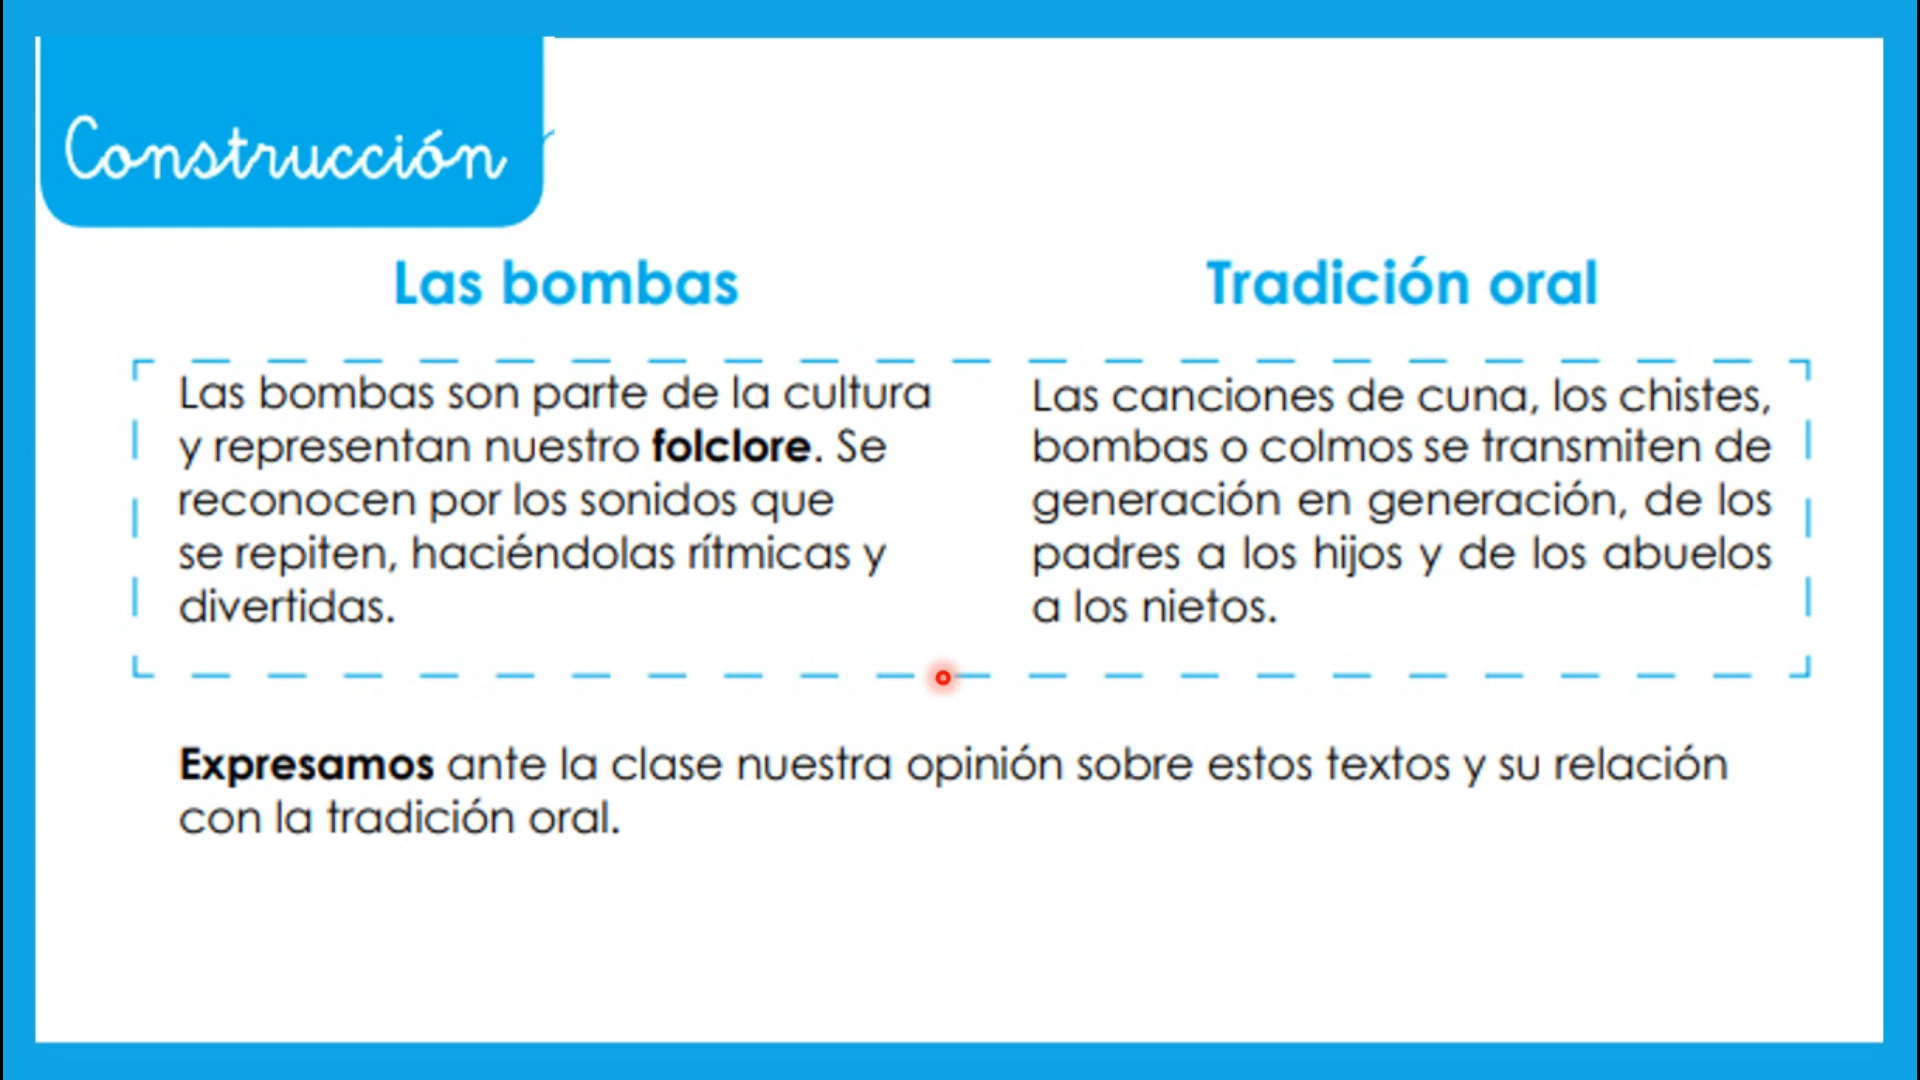 Construcción
Las bombas
Las bombas son parte de la cultura
y representan nuestro folclore. Se
reconocen por los sonidos que
se repiten, haciéndolas rítmicas y
divertidas.
Tradición oral
Las canciones de cuna, los chistes,
bombas o colmos se transmiten de
generación en generación, de los
padres a los hijos y de los abuelos
a los nietos.
Expresamos ante la clase nuestra opinión sobre estos textos y su relación
con la tradición oral.